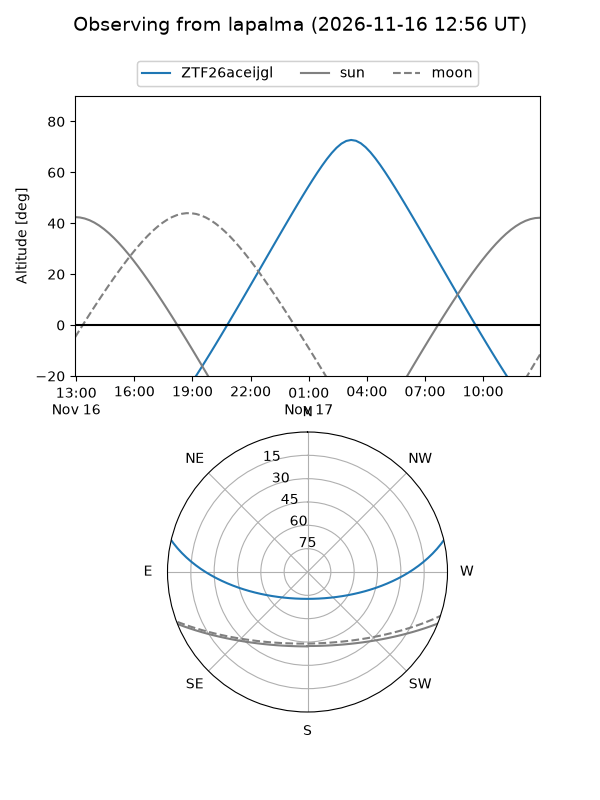 Observing from lapalma (2026-11-16 12:56 UT)
ZTF26aceijgl sun moon
80
60
40
20
0
−20
Altitude [deg]
13:00 16:00 19:00 22:00 01:00 04:00 07:00 10:00
Nov 16 Nov 17
N
NE NW
15
30
45
60
75
E W
SE SW
S